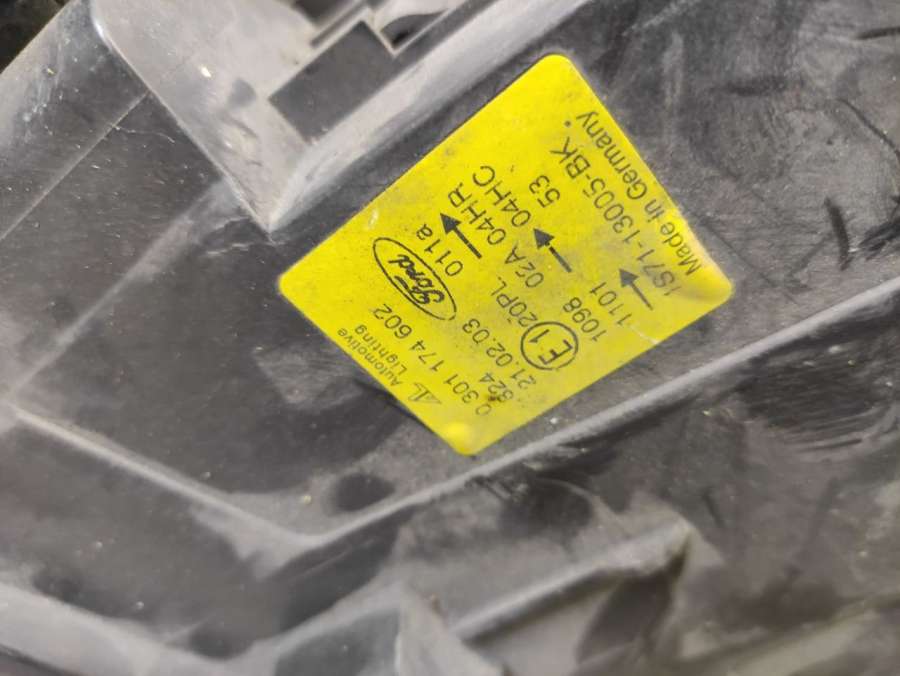 AL Automotive
Lighting
0 301 174 602
824
21.02.03
Ford
E1 20PL 02A 04HR
011a
1098 04HC
1101 53
1S71-13005-BK
Made in Germany